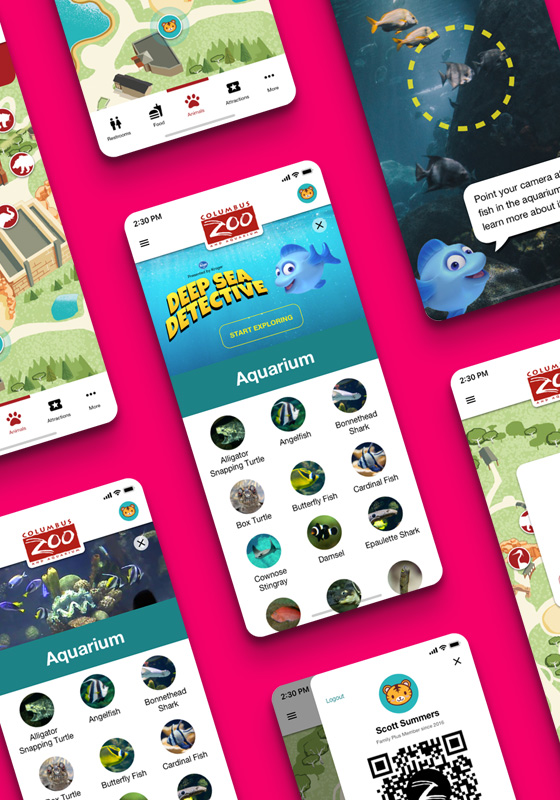 Restrooms
Food
Animals
Attractions
More
Point your camera a
fish in the aquarium
learn more about i
2:30 PM
COLUMBUS
ZOO
AND AQUARIUM
Presented by Kroger
DEEP SEA
DETECTIVE
START EXPLORING
Aquarium
Alligator
Snapping Turtle
Angelfish
Bonnethead
Shark
Box Turtle
Butterfly Fish
Cardinal Fish
Cownose
Stingray
Damsel
Epaulette Shark
Animals
Attractions
More
2:30 PM
COLUMBUS
ZOO
COLUMBUS
ZOO
AND AQUARIUM
Aquarium
Alligator
Snapping Turtle
Angelfish
Bonnethead
Shark
Box Turtle
Butterfly Fish
Cardinal Fish
2:30 PM
Logout
Scott Summers
Family Plus Member since 2016